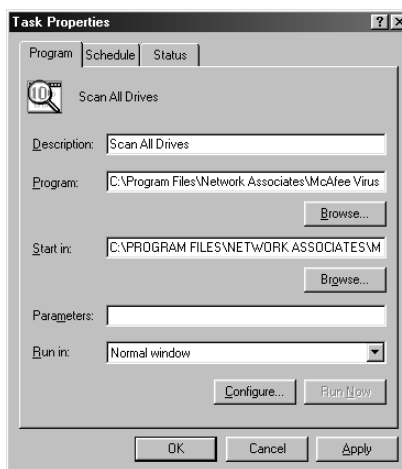 Task Properties
Program Schedule Status
Scan All Drives
Description: Scan All Drives
Program: C:\Program Files\Network Associates\McAfee Virus
Browse...
Start in: C:\PROGRAM FILES\NETWORK ASSOCIATES\M
Browse...
Parameters:
Run in: Normal window
Configure... Run Now
OK Cancel Apply